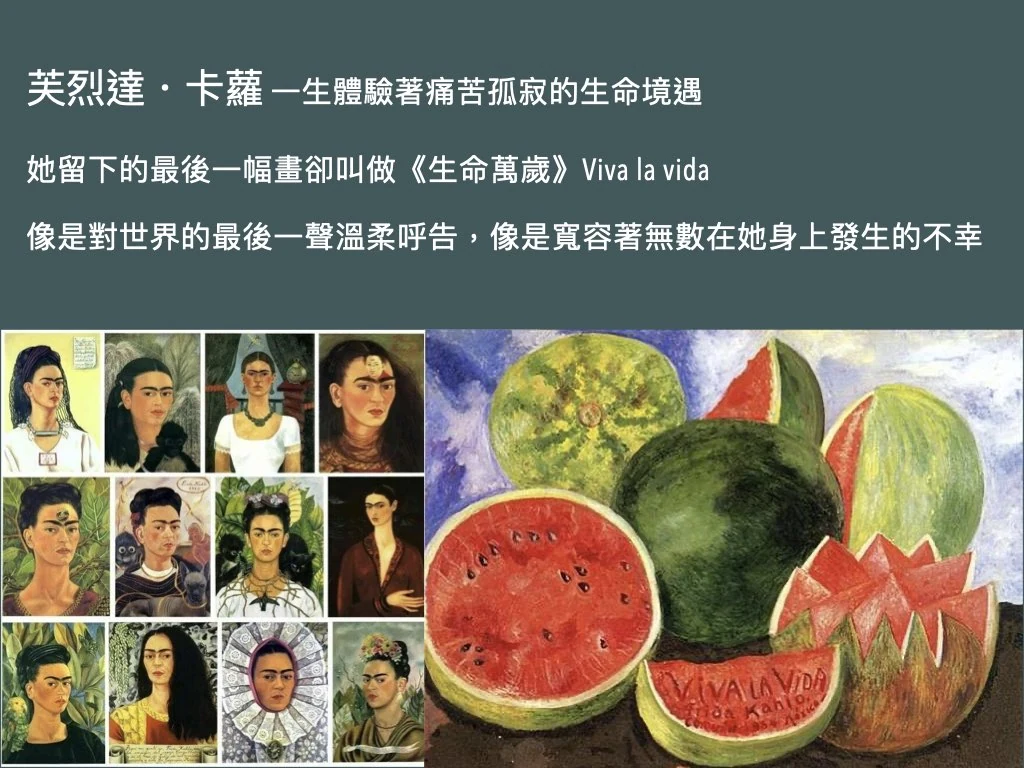 芙烈達．卡蘿 一生體驗著痛苦孤寂的生命境遇
她留下的最後一幅畫卻叫做《生命萬歲》Viva la vida
像是對世界的最後一聲溫柔呼告，像是寬容著無數在她身上發生的不幸
VIVA LA VIDA
Frida Kahlo